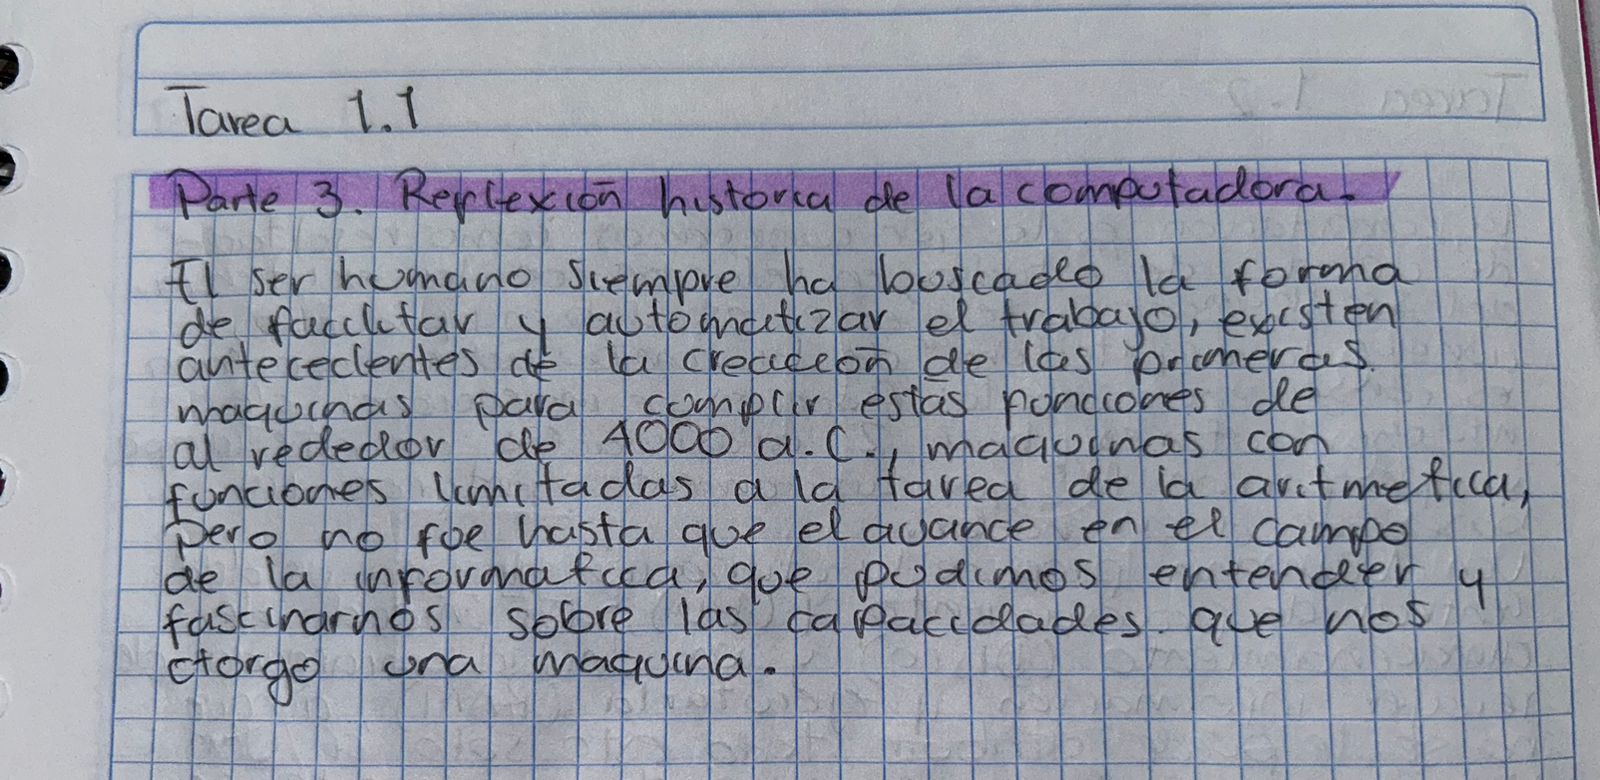 Tarea 1.1
Parte 3. Reflexión historia de la computadora.
El ser humano siempre ha buscado la forma
de facilitar y automatizar el trabajo, existen
antecedentes de la creación de las primeras
maquinas para complir estas funciones de
al rededor de 4000 a.C., maquinas con
funciones limitadas a la tarea de la aritmetica,
pero no fue hasta que el avance en el campo
de la informatica, que pudimos entender y
fascinarnos sobre las capacidades que nos
otorgo una maquina.